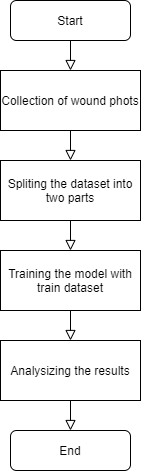 Start
Collection of wound phots
Spliting the dataset into
two parts
Training the model with
train dataset
Analysizing the results
End